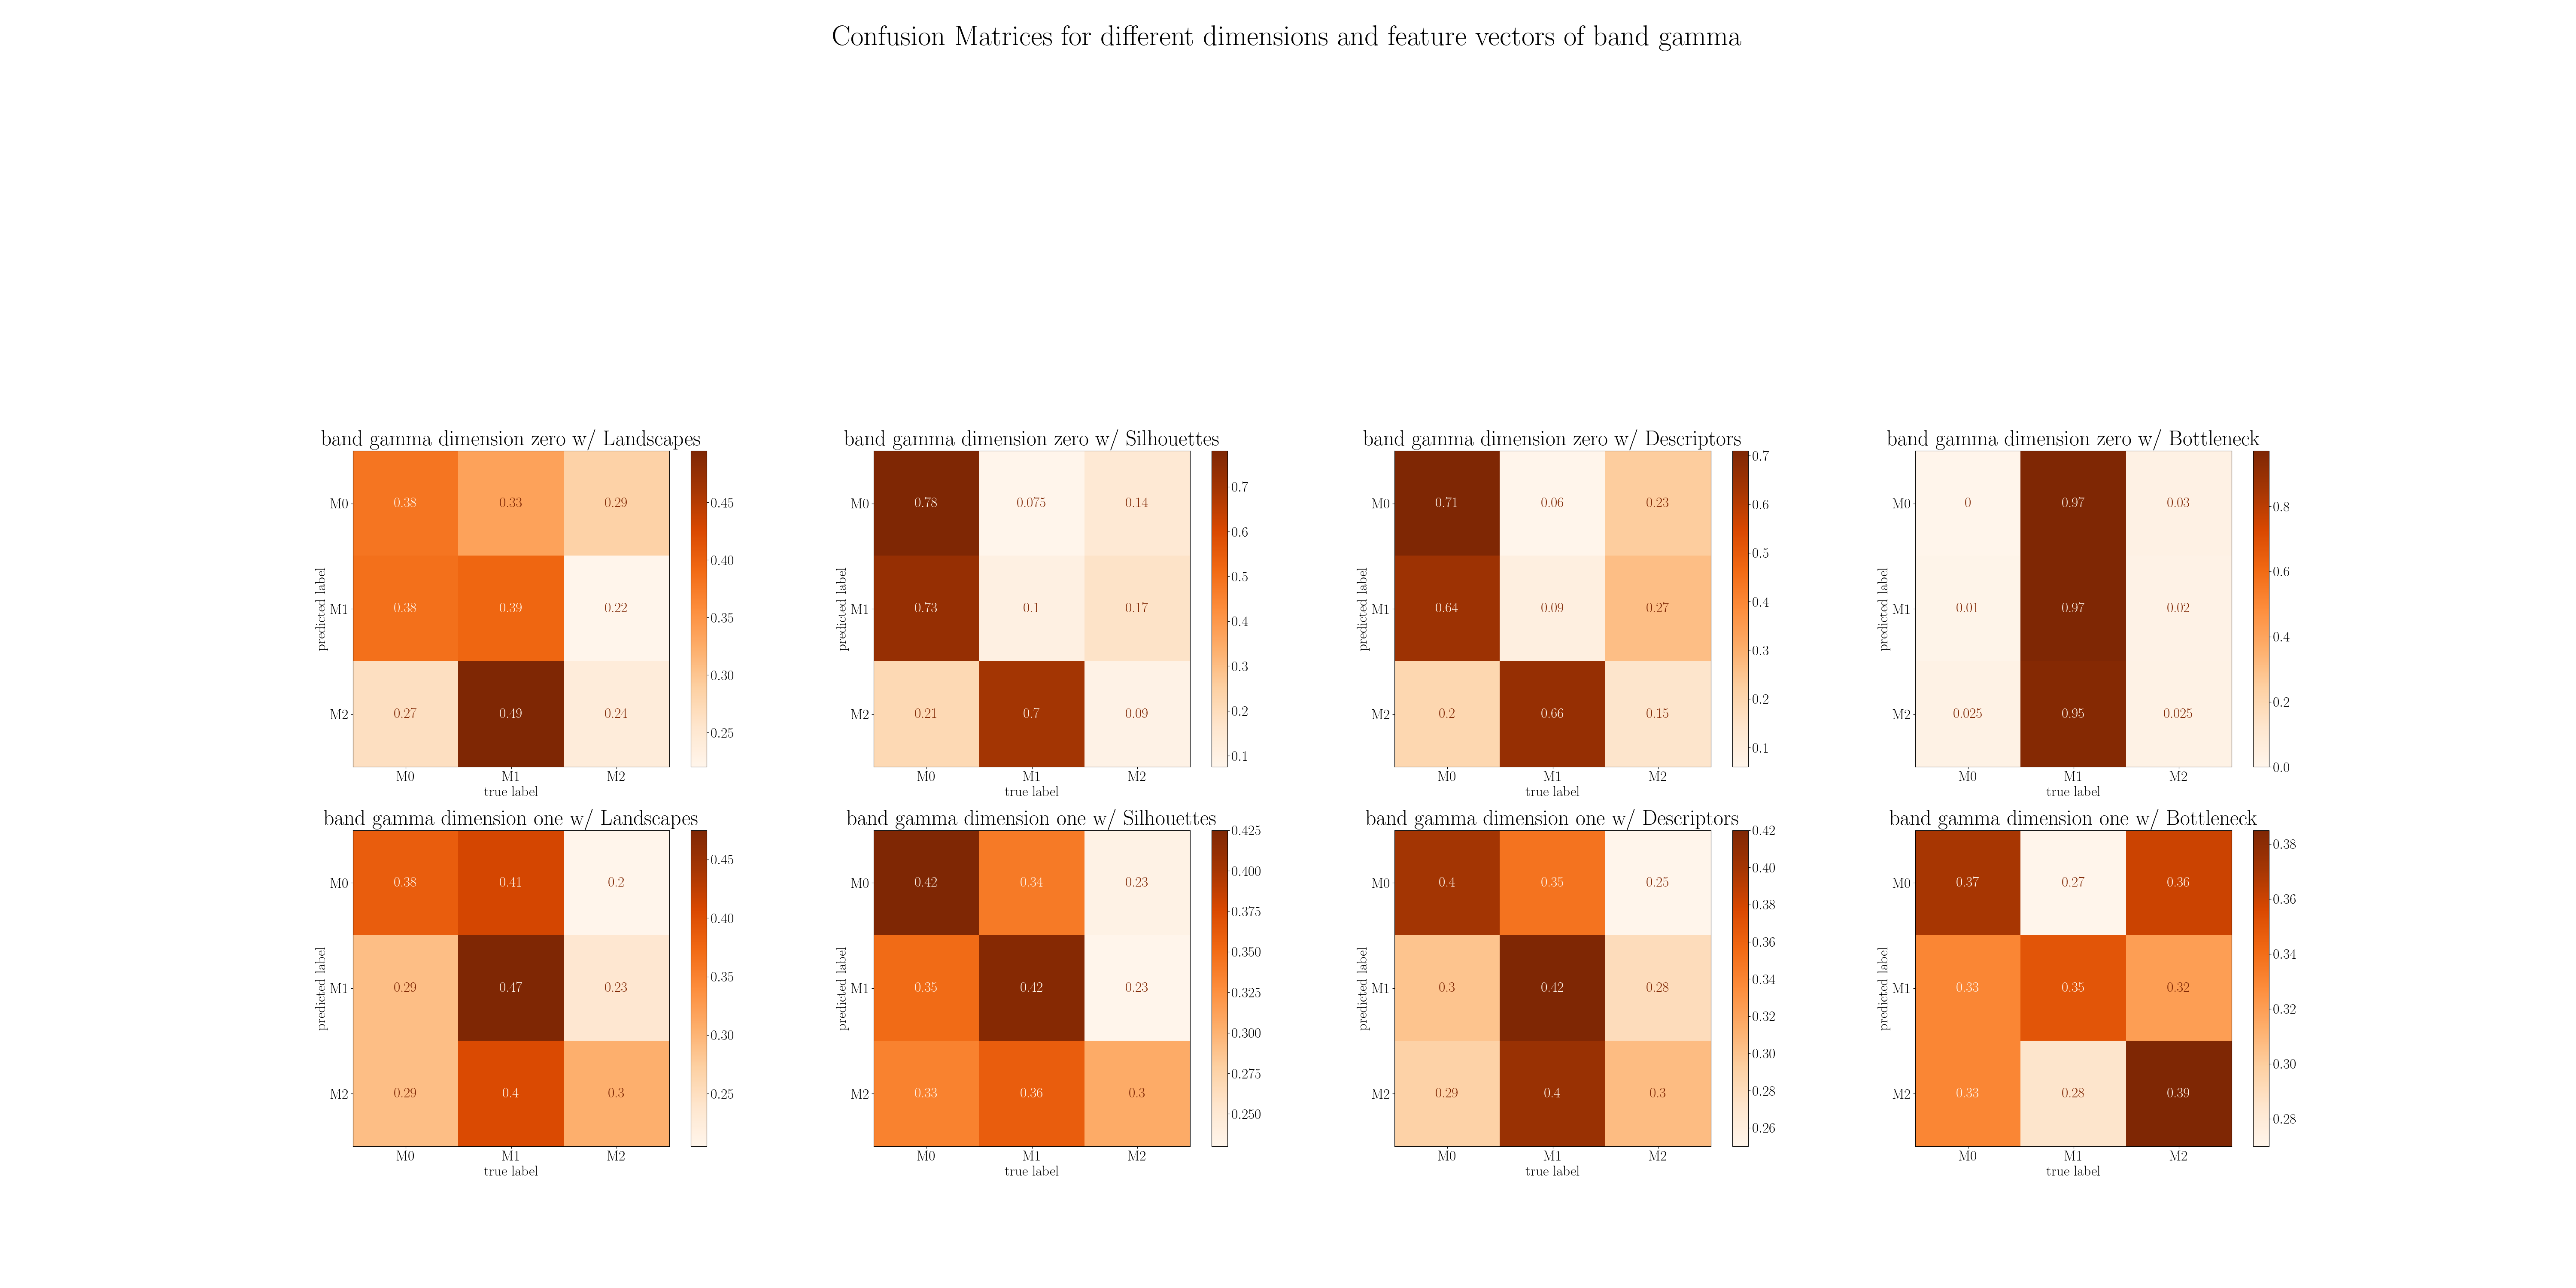 Confusion Matrices for different dimensions and feature vectors of band gamma
band gamma dimension zero w/ Landscapes
predicted label
M0 0.38 0.33 0.29
M1 0.38 0.39 0.22
M2 0.27 0.49 0.24
M0 M1 M2
true label
0.45
0.40
0.35
0.30
0.25
band gamma dimension zero w/ Silhouettes
predicted label
M0 0.78 0.075 0.14
M1 0.73 0.1 0.17
M2 0.21 0.7 0.09
M0 M1 M2
true label
0.7
0.6
0.5
0.4
0.3
0.2
0.1
band gamma dimension zero w/ Descriptors
predicted label
M0 0.71 0.06 0.23
M1 0.64 0.09 0.27
M2 0.2 0.66 0.15
M0 M1 M2
true label
0.7
0.6
0.5
0.4
0.3
0.2
0.1
band gamma dimension zero w/ Bottleneck
predicted label
M0 0 0.97 0.03
M1 0.01 0.97 0.02
M2 0.025 0.95 0.025
M0 M1 M2
true label
0.8
0.6
0.4
0.2
0.0
band gamma dimension one w/ Landscapes
predicted label
M0 0.38 0.41 0.2
M1 0.29 0.47 0.23
M2 0.29 0.4 0.3
M0 M1 M2
true label
0.45
0.40
0.35
0.30
0.25
band gamma dimension one w/ Silhouettes
predicted label
M0 0.42 0.34 0.23
M1 0.35 0.42 0.23
M2 0.33 0.36 0.3
M0 M1 M2
true label
0.425
0.400
0.375
0.350
0.325
0.300
0.275
0.250
band gamma dimension one w/ Descriptors
predicted label
M0 0.4 0.35 0.25
M1 0.3 0.42 0.28
M2 0.29 0.4 0.3
M0 M1 M2
true label
0.42
0.40
0.38
0.36
0.34
0.32
0.30
0.28
0.26
band gamma dimension one w/ Bottleneck
predicted label
M0 0.37 0.27 0.36
M1 0.33 0.35 0.32
M2 0.33 0.28 0.39
M0 M1 M2
true label
0.38
0.36
0.34
0.32
0.30
0.28